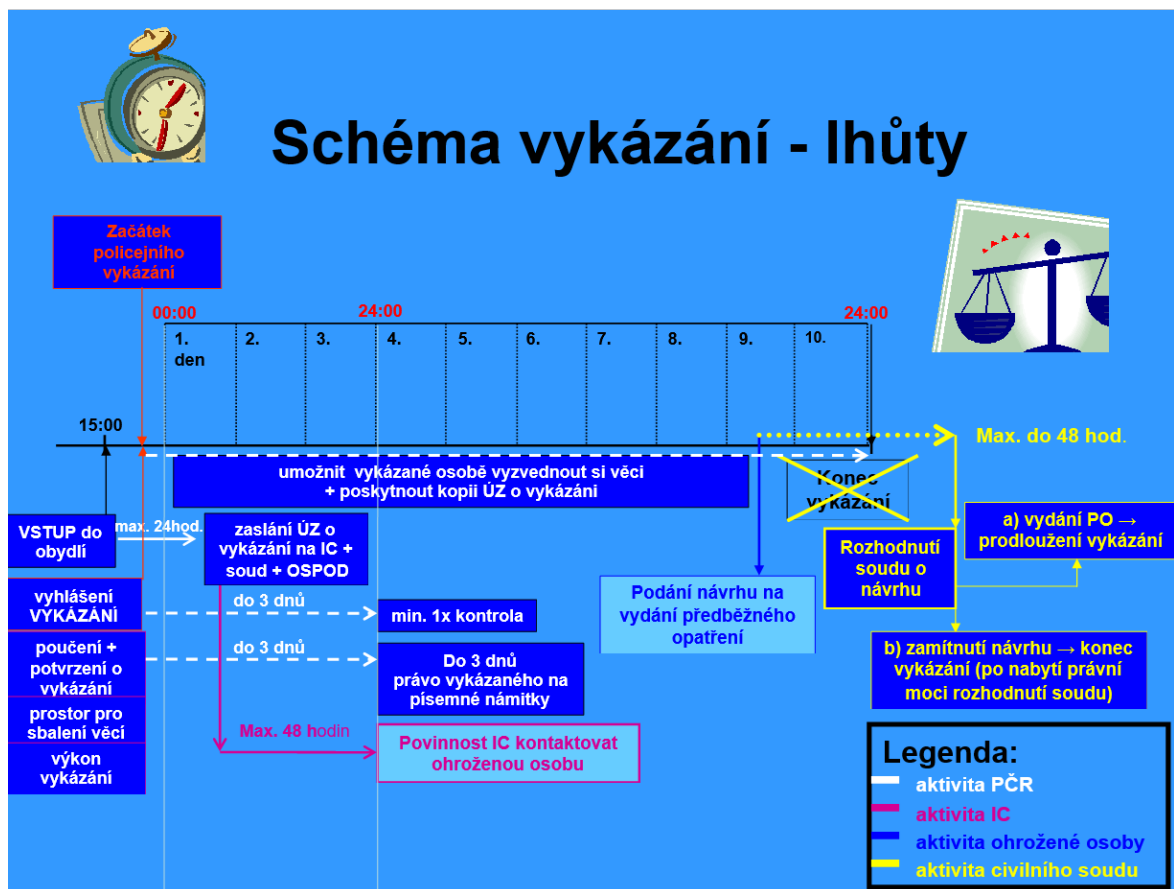 Schéma vykázání - lhůty
Začátek
policejního
vykázání
00:00
24:00
24:00
1.
den
2.
3.
4.
5.
6.
7.
8.
9.
10.
15:00
Max. do 48 hod.
umožnit vykázané osobě vyzvednout si věci
+ poskytnout kopii ÚZ o vykázáni
Konec
vykázání
VSTUP do
obydlí
max. 24hod.
zaslání ÚZ o
vykázání na IC +
soud + OSPOD
Rozhodnutí
soudu o
návrhu
a) vydání PO →
prodloužení vykázání
vyhlášení
VYKÁZÁNÍ
do 3 dnů
min. 1x kontrola
Podání návrhu na
vydání předběžného
opatření
poučení +
potvrzení o
vykázání
do 3 dnů
Do 3 dnů
právo vykázaného na
písemné námitky
b) zamítnutí návrhu → konec
vykázání (po nabytí právní
moci rozhodnutí soudu)
prostor pro
sbalení věcí
výkon
vykázání
Max. 48 hodin
Povinnost IC kontaktovat
ohroženou osobu
Legenda:
aktivita PČR
aktivita IC
aktivita ohrožené osoby
aktivita civilního soudu